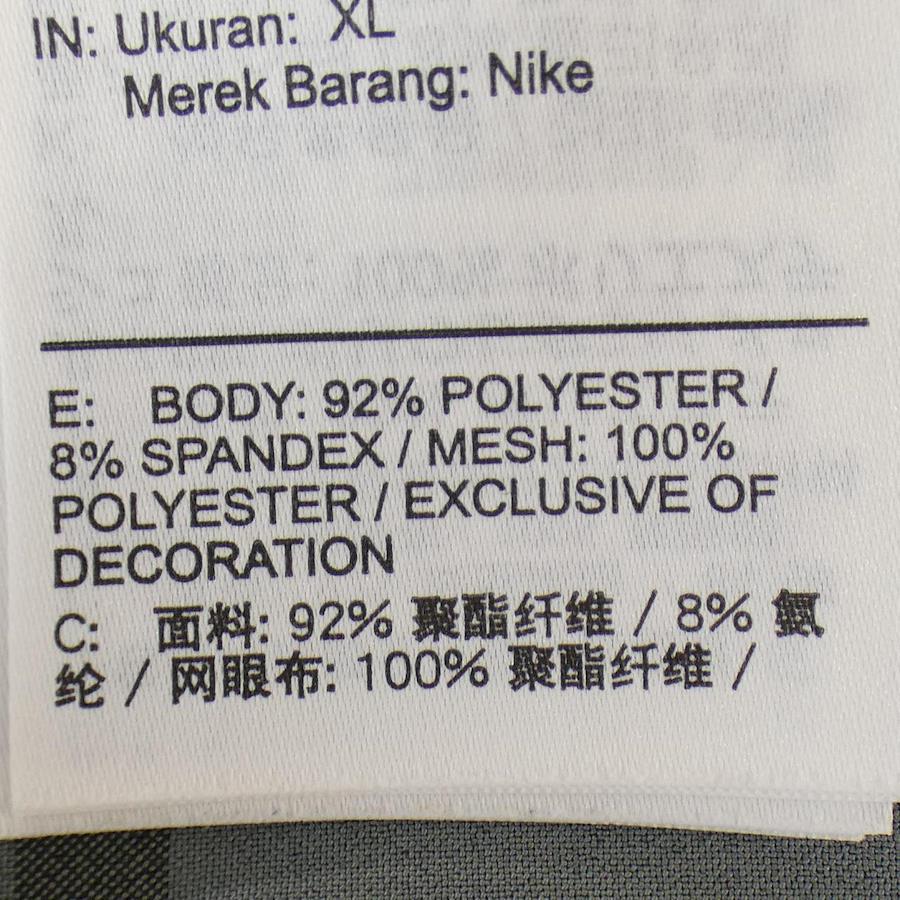 IN: Ukuran: XL
Merek Barang: Nike
E: BODY: 92% POLYESTER /
8% SPANDEX / MESH: 100%
POLYESTER / EXCLUSIVE OF
DECORATION
C: 面料: 92% 聚酯纤维 / 8% 氨
纶 / 网眼布: 100% 聚酯纤维 /